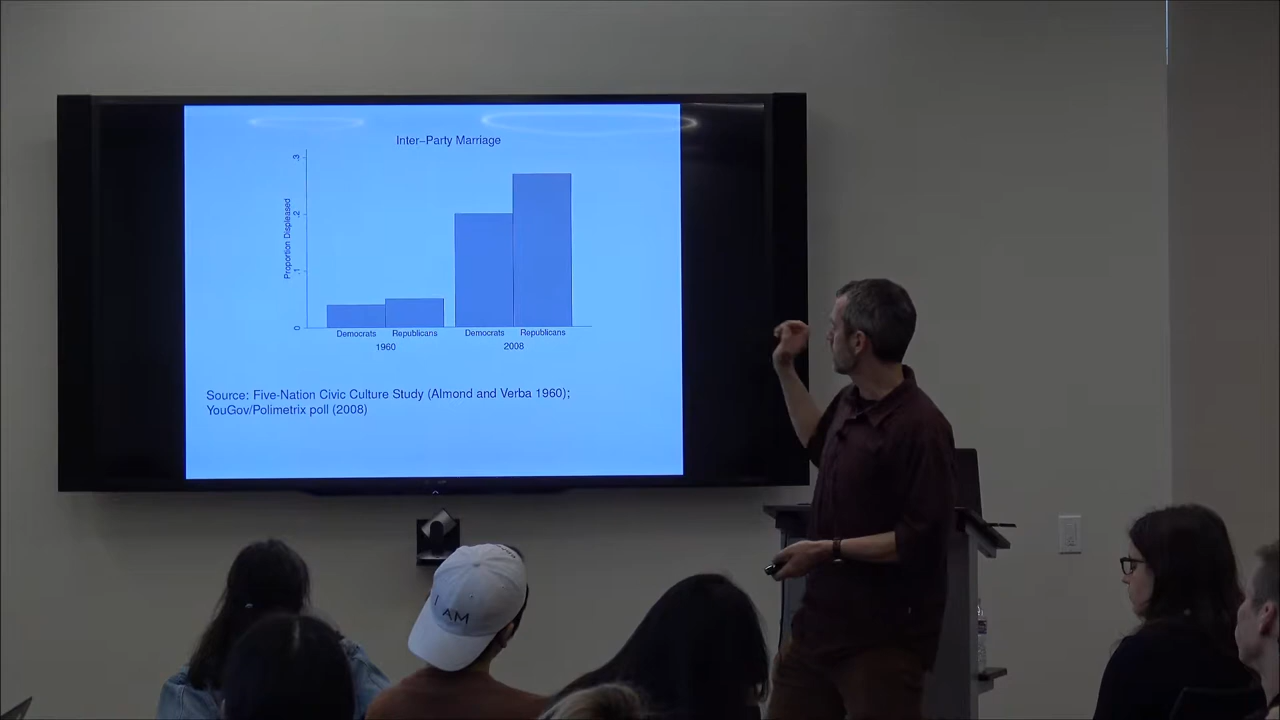 Inter-Party Marriage
Proportion Displeased
.3
.2
.1
0
Democrats Republicans Democrats Republicans
1960 2008
Source: Five-Nation Civic Culture Study (Almond and Verba 1960);
YouGov/Polimetrix poll (2008)
I AM